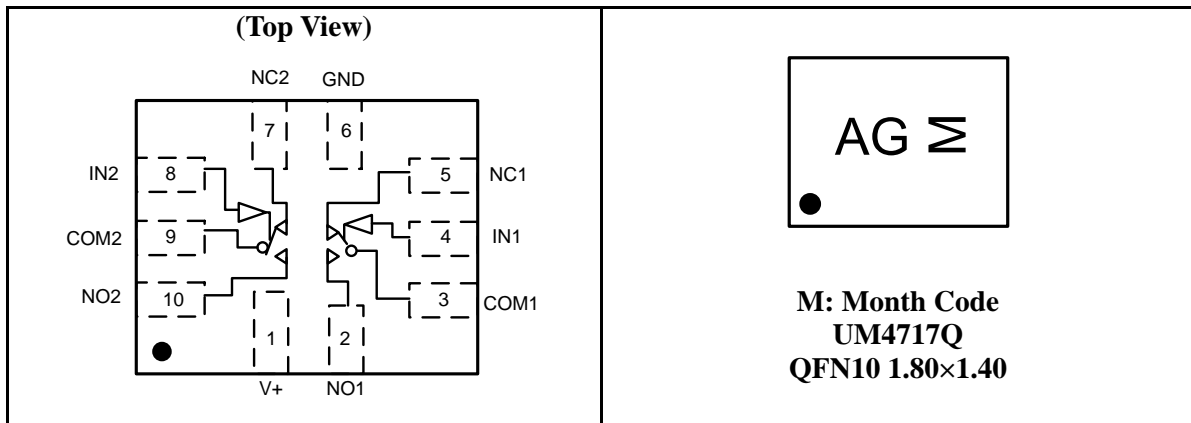 (Top View)
NC2 GND
7 6
IN2 8 5 NC1
COM2 9 4 IN1
NO2 10 3 COM1
1 2
V+ NO1
AG M
M: Month Code
UM4717Q
QFN10 1.80×1.40